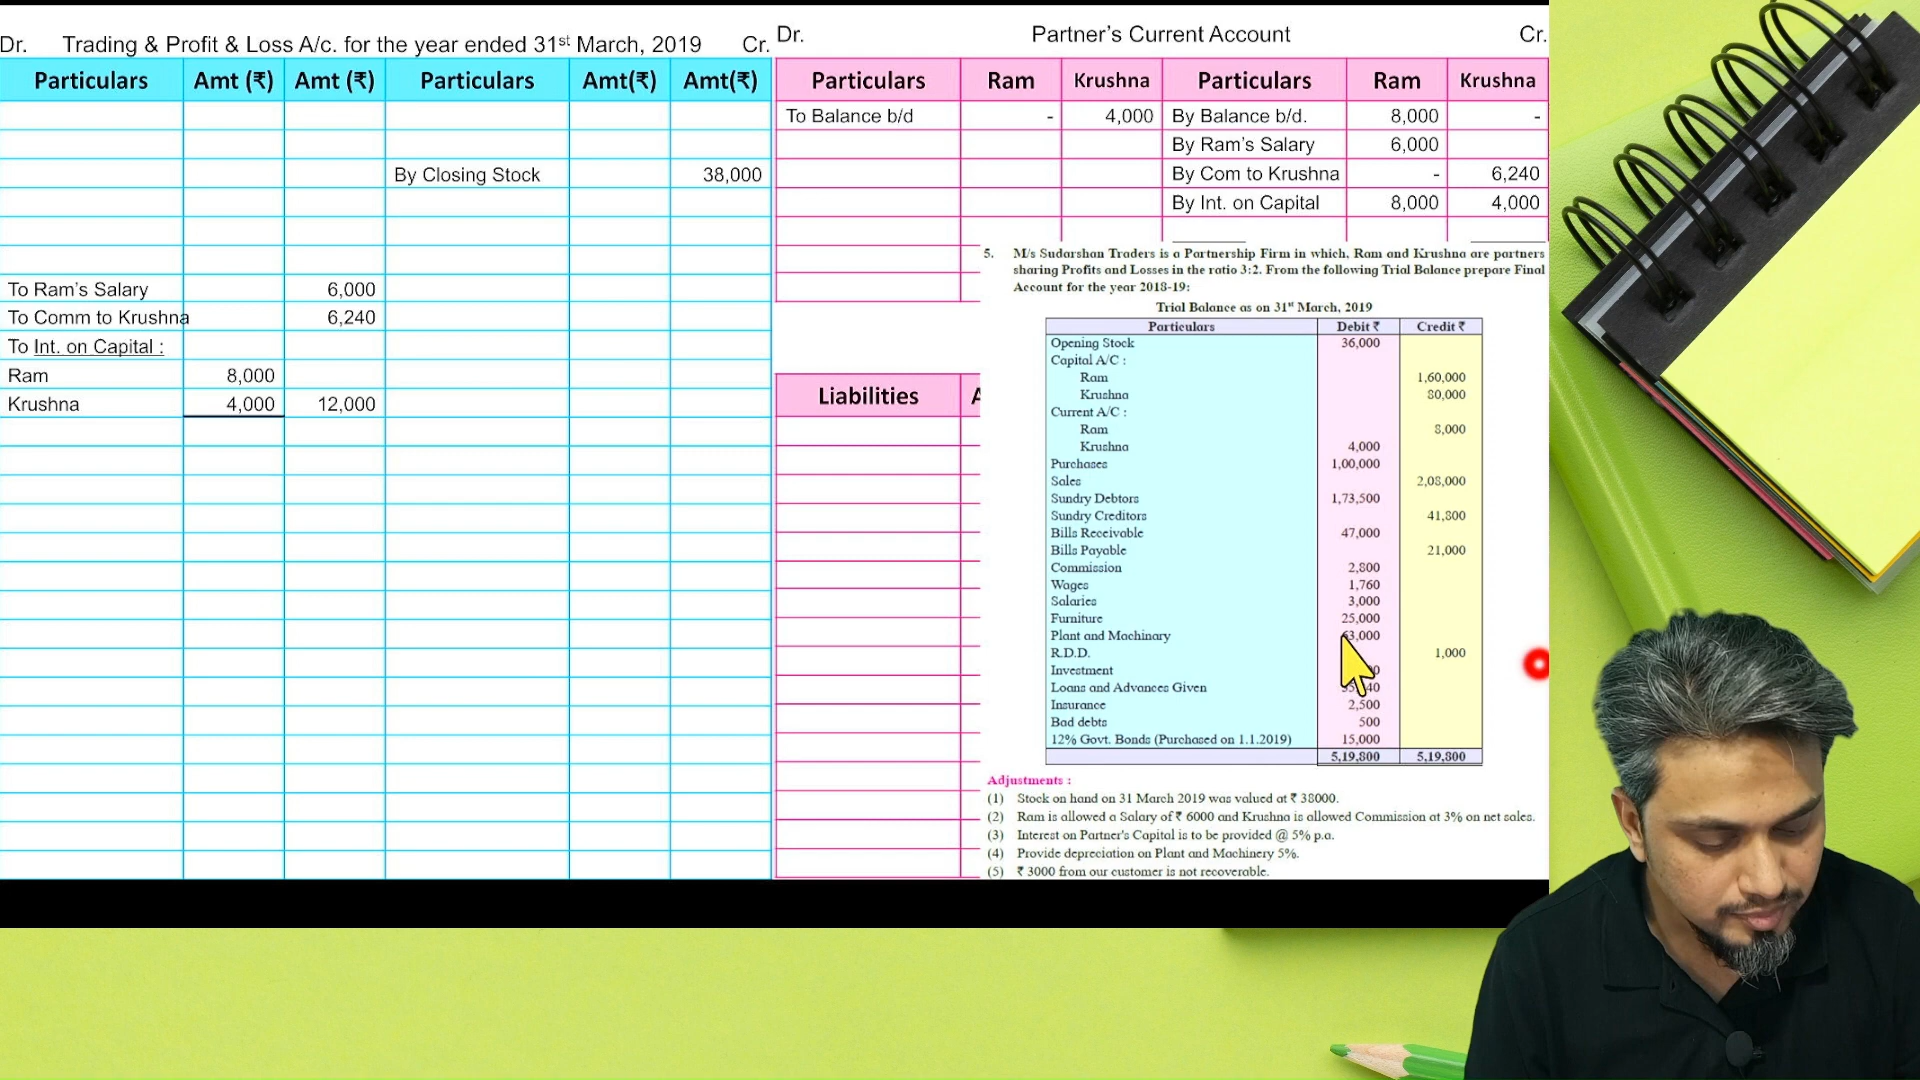 Dr. Trading & Profit & Loss A/c. for the year ended 31st March, 2019 Cr.
Particulars Amt (₹) Amt (₹) Particulars Amt(₹) Amt(₹)
By Closing Stock 38,000
To Ram's Salary 6,000
To Comm to Krushna 6,240
To Int. on Capital :
Ram 8,000
Krushna 4,000 12,000
Dr. Partner's Current Account Cr.
Particulars Ram Krushna Particulars Ram Krushna
To Balance b/d - 4,000 By Balance b/d. 8,000 -
By Ram's Salary 6,000
By Com to Krushna - 6,240
By Int. on Capital 8,000 4,000
Liabilities
5. M/s Sudarshan Traders is a Partnership Firm in which, Ram and Krushna are partners
sharing Profits and Losses in the ratio 3:2. From the following Trial Balance prepare Final
Account for the year 2018-19:
Trial Balance as on 31st March, 2019
Particulars Debit ₹ Credit ₹
Opening Stock 36,000
Capital A/C :
Ram 1,60,000
Krushna 80,000
Current A/C :
Ram 8,000
Krushna 4,000
Purchases 1,00,000
Sales 2,08,000
Sundry Debtors 1,73,500
Sundry Creditors 41,800
Bills Receivable 47,000
Bills Payable 21,000
Commission 2,800
Wages 1,760
Salaries 3,000
Furniture 25,000
Plant and Machinary
R.D.D. 1,000
Investment
Loans and Advances Given
Insurance 2,500
Bad debts 500
12% Govt. Bonds (Purchased on 1.1.2019) 15,000
5,19,800 5,19,800
Adjustments :
(1) Stock on hand on 31 March 2019 was valued at ₹ 38000.
(2) Ram is allowed a Salary of ₹ 6000 and Krushna is allowed Commission at 3% on net sales.
(3) Interest on Partner's Capital is to be provided @ 5% p.a.
(4) Provide depreciation on Plant and Machinery 5%.
(5) ₹ 3000 from our customer is not recoverable.